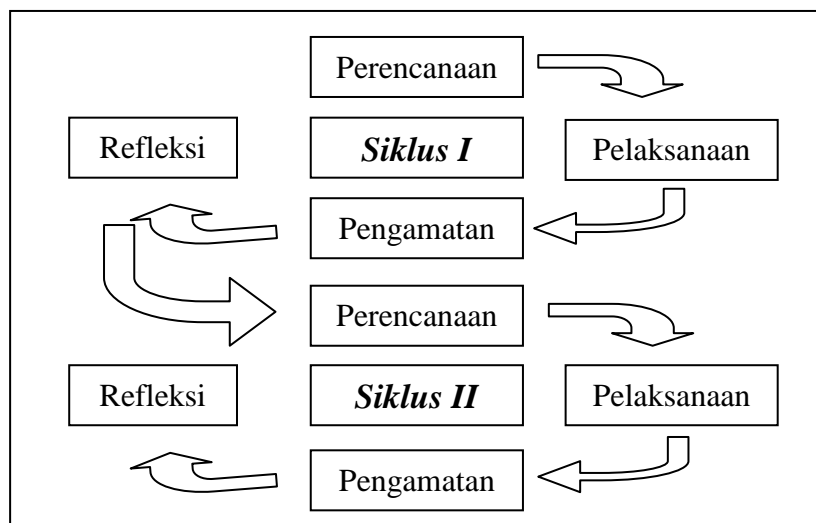 Perencanaan
Refleksi
Siklus I
Pelaksanaan
Pengamatan
Perencanaan
Refleksi
Siklus II
Pelaksanaan
Pengamatan